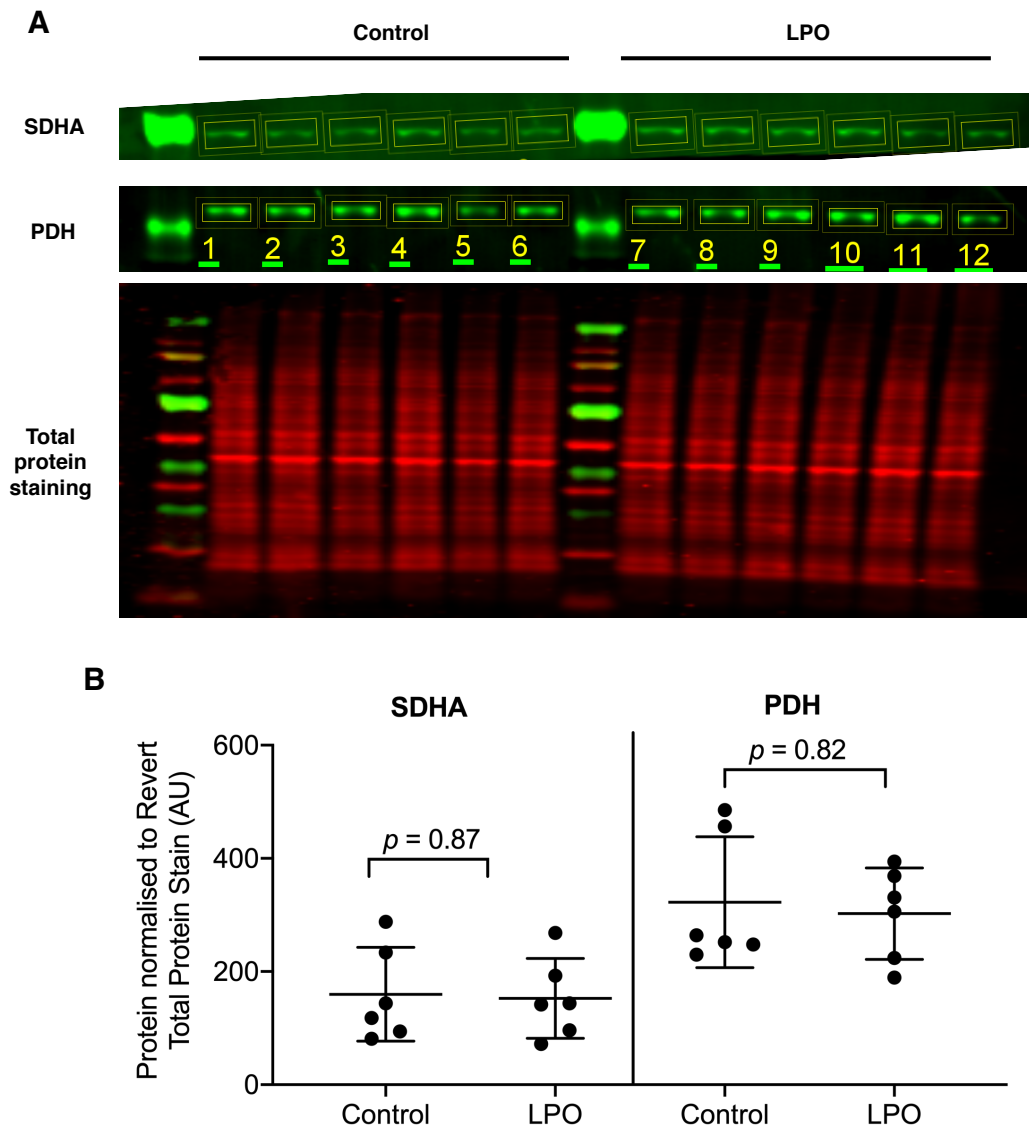 A
Control
LPO
SDHA
PDH
1 2 3 4 5 6 7 8 9 10 11 12
Total
protein
staining
B
SDHA
PDH
Protein normalised to Revert
Total Protein Stain (AU)
600
400
200
0
p = 0.87
p = 0.82
Control
LPO
Control
LPO